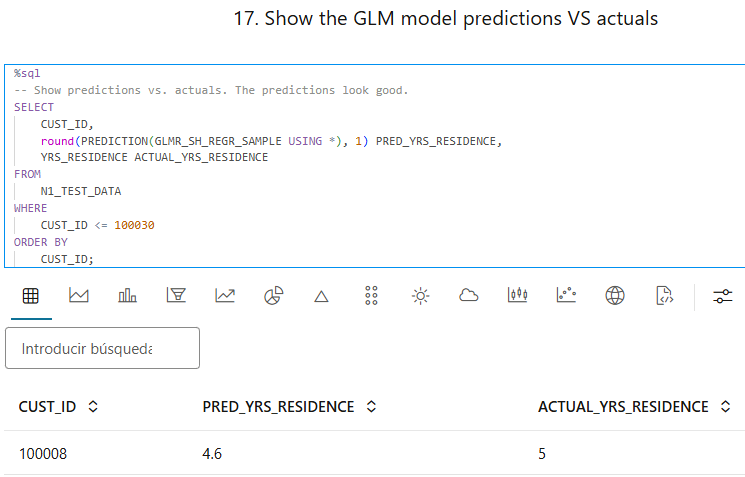 17. Show the GLM model predictions VS actuals
%sql
-- Show predictions vs. actuals. The predictions look good.
SELECT
CUST_ID,
round(PREDICTION(GLMR_SH_REGR_SAMPLE USING *), 1) PRED_YRS_RESIDENCE,
YRS_RESIDENCE ACTUAL_YRS_RESIDENCE
FROM
N1_TEST_DATA
WHERE
CUST_ID <= 100030
ORDER BY
CUST_ID;
Introducir búsqueda
CUST_ID PRED_YRS_RESIDENCE ACTUAL_YRS_RESIDENCE
100008 4.6 5